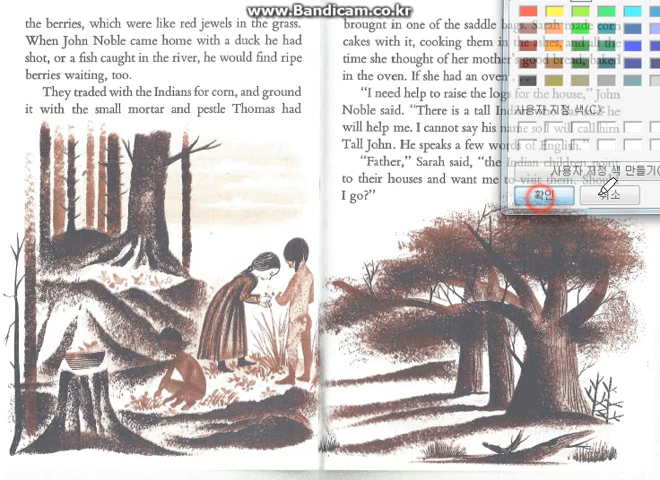 www.Bandicam.co.kr
the berries, which were like red jewels in the grass.
When John Noble came home with a duck he had
shot, or a fish caught in the river, he would find ripe
berries waiting, too.
They traded with the Indians for corn, and ground
it with the small mortar and pestle Thomas had
brought in one of the saddle bags. Sarah made corn
cakes with it, cooking them in the ashes, and all the
time she thought of her mother's good bread, baked
in the oven. If she had an oven
"I need help to raise the logs for the house," John
Noble said. "There is a tall Indian who has said he
will help me. I cannot say his name so I will call him
Tall John. He speaks a few words of English."
"Father," Sarah said, "the Indian children point
to their houses and want me to visit them. Should
I go?"
사용자 지정 색(C):
사용자 지정 색 만들기(
확인
취소